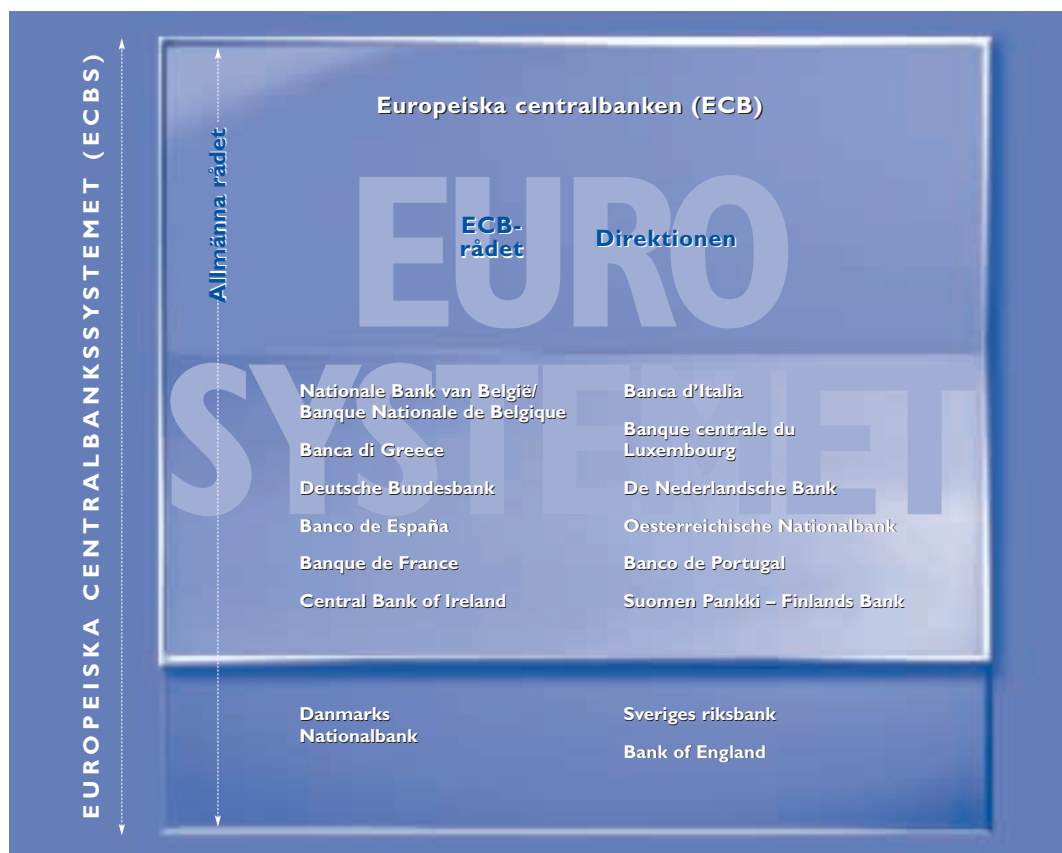 EUROPEISKA CENTRALBANKSSYSTEMET (ECBS)
Allmänna rådet
Europeiska centralbanken (ECB)
EURO
ECB-
rådet
Direktionen
SYSTEMET
Nationale Bank van België/
Banque Nationale de Belgique
Banca di Greece
Deutsche Bundesbank
Banco de España
Banque de France
Central Bank of Ireland
Banca d’Italia
Banque centrale du
Luxembourg
De Nederlandsche Bank
Oesterreichische Nationalbank
Banco de Portugal
Suomen Pankki – Finlands Bank
Danmarks
Nationalbank
Sveriges riksbank
Bank of England